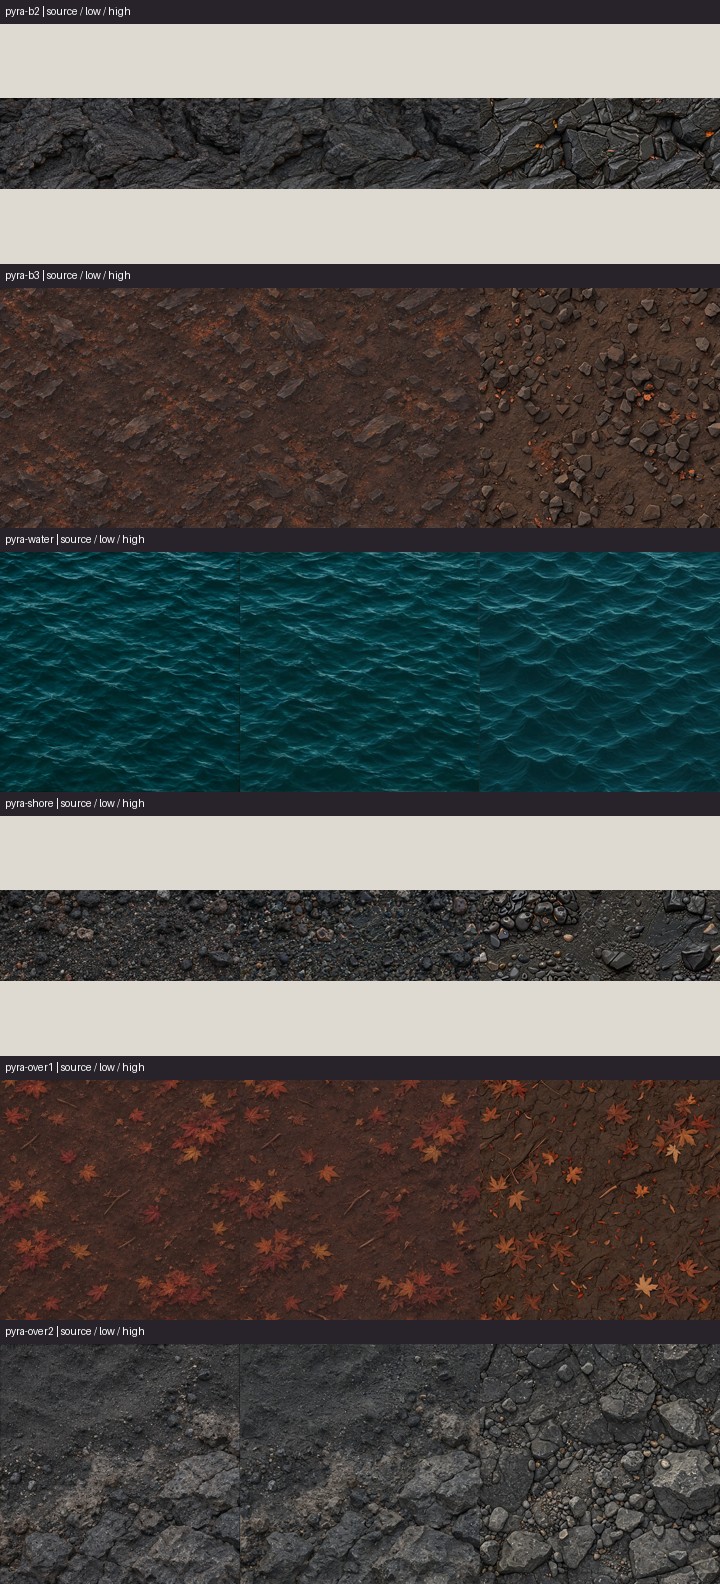 pyra-b2 | source / low / high
pyra-b3 | source / low / high
pyra-water | source / low / high
pyra-shore | source / low / high
pyra-over1 | source / low / high
pyra-over2 | source / low / high